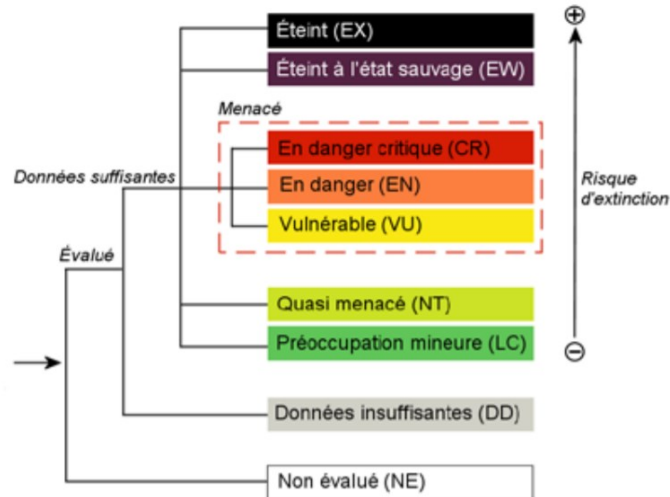 Éteint (EX)
Éteint à l'état sauvage (EW)
Menacé
En danger critique (CR)
Données suffisantes
En danger (EN)
Risque
d'extinction
Vulnérable (VU)
Évalué
Quasi menacé (NT)
Préoccupation mineure (LC)
Données insuffisantes (DD)
Non évalué (NE)